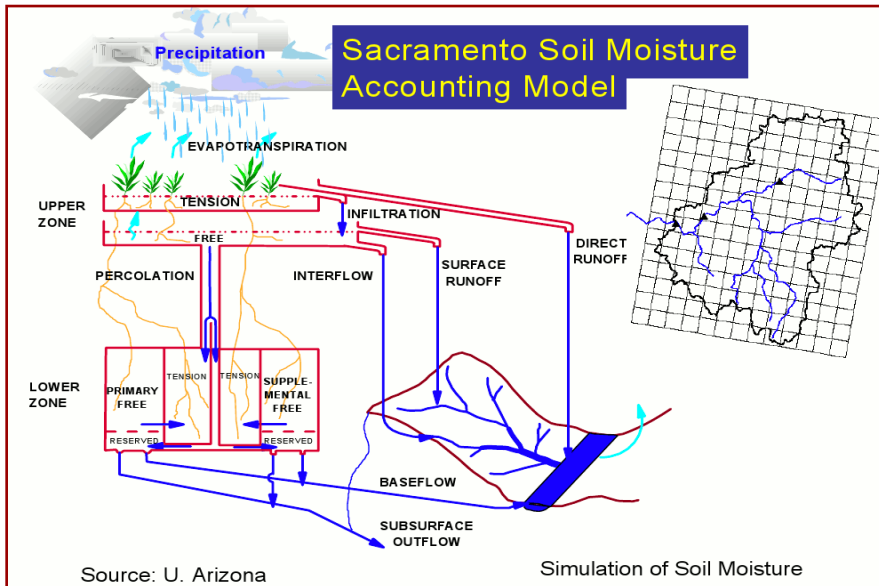 Precipitation
Sacramento Soil Moisture
Accounting Model
EVAPOTRANSPIRATION
UPPER
ZONE
TENSION
INFILTRATION
FREE
PERCOLATION
INTERFLOW
SURFACE
RUNOFF
DIRECT
RUNOFF
LOWER
ZONE
PRIMARY
FREE
TENSION
TENSION
SUPPLE-
MENTAL
FREE
RESERVED
RESERVED
BASEFLOW
SUBSURFACE
OUTFLOW
Source: U. Arizona
Simulation of Soil Moisture